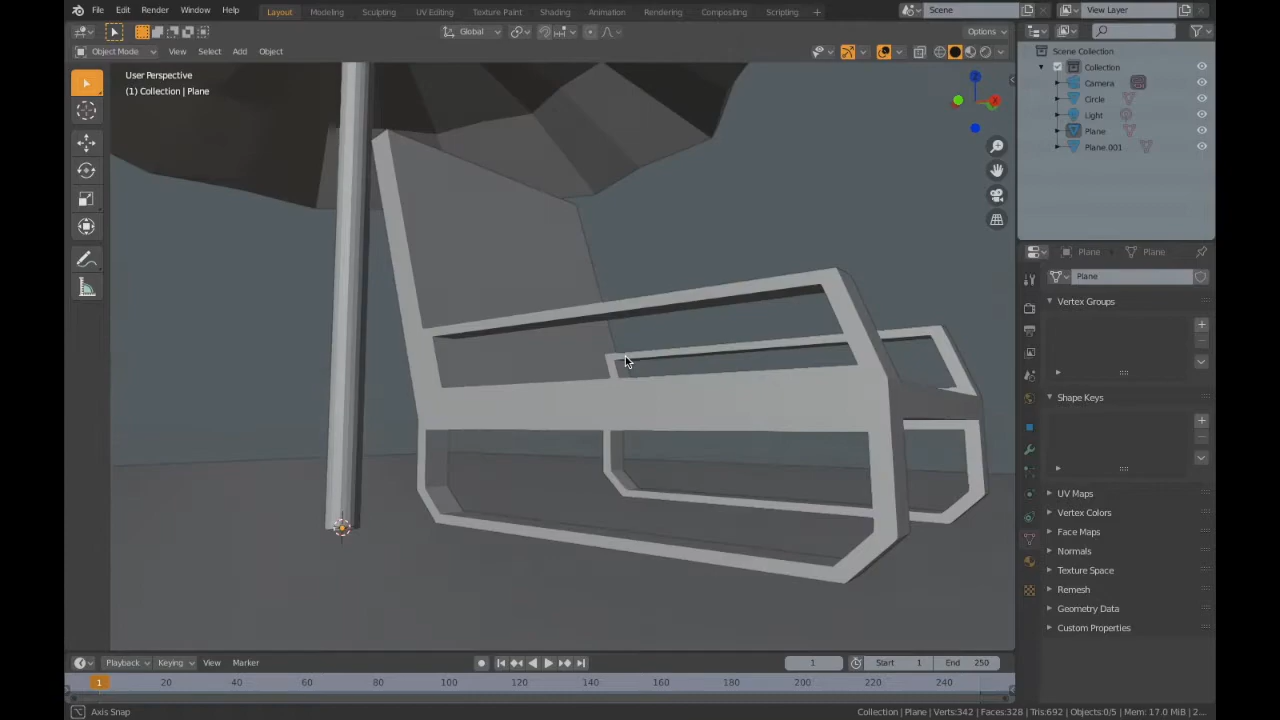 File Edit Render Window Help Layout Modeling Sculpting UV Editing Texture Paint Shading Animation Rendering Compositing Scripting + Scene View Layer
Global Options
Object Mode View Select Add Object
User Perspective
(1) Collection | Plane
Z
X
Scene Collection
Collection
Camera
Circle
Light
Plane
Plane.001
Plane Plane
Plane
Vertex Groups
Shape Keys
UV Maps
Vertex Colors
Face Maps
Normals
Texture Space
Remesh
Geometry Data
Custom Properties
Playback Keying View Marker 1 Start 1 End 250
1 20 40 60 80 100 120 140 160 180 200 220 240
Axis Snap Collection | Plane | Verts:342 | Faces:328 | Tris:692 | Objects:0/5 | Mem: 17.0 MiB | 2...